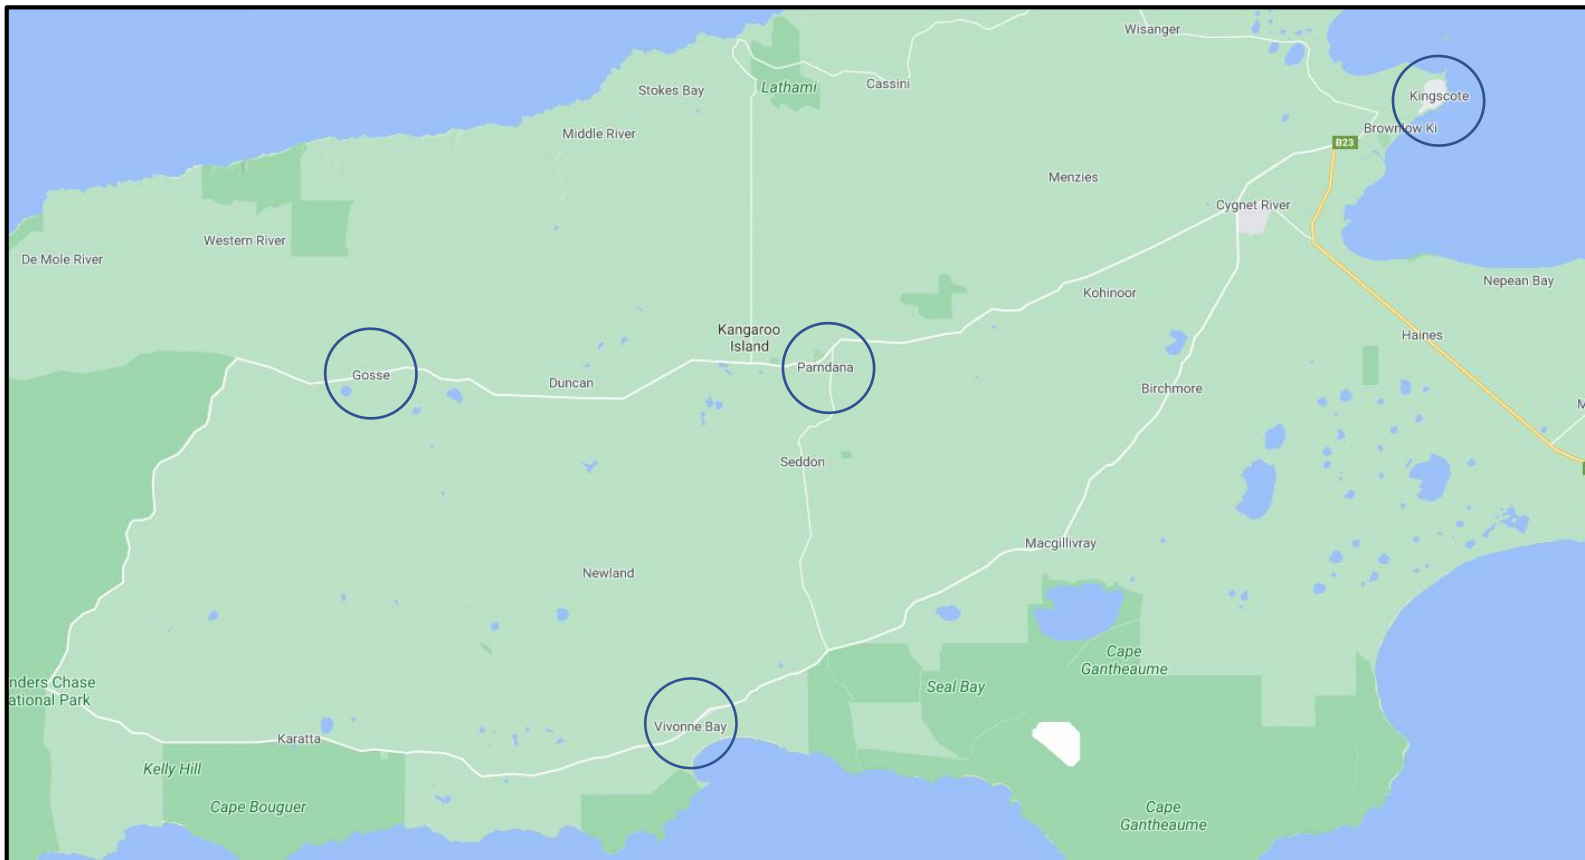 Wisanger
Stokes Bay
Lathami
Cassini
Kingscote
Middle River
Brownlow Ki
B23
Menzies
Cygnet River
Western River
De Mole River
Nepean Bay
Kohinoor
Kangaroo
Island
Haines
Gosse
Duncan
Parndana
Birchmore
M
Seddon
Macgillivray
Newland
Cape
Gantheaume
nders Chase
ational Park
Seal Bay
Vivonne Bay
Karatta
Kelly Hill
Cape Bouguer
Cape
Gantheaume